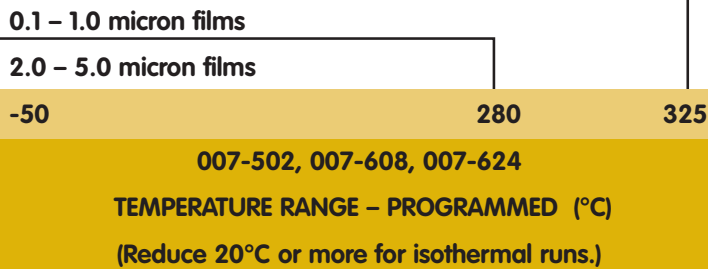 0.1 – 1.0 micron films
2.0 – 5.0 micron films
-50 280 325
007-502, 007-608, 007-624
TEMPERATURE RANGE – PROGRAMMED (°C)
(Reduce 20°C or more for isothermal runs.)